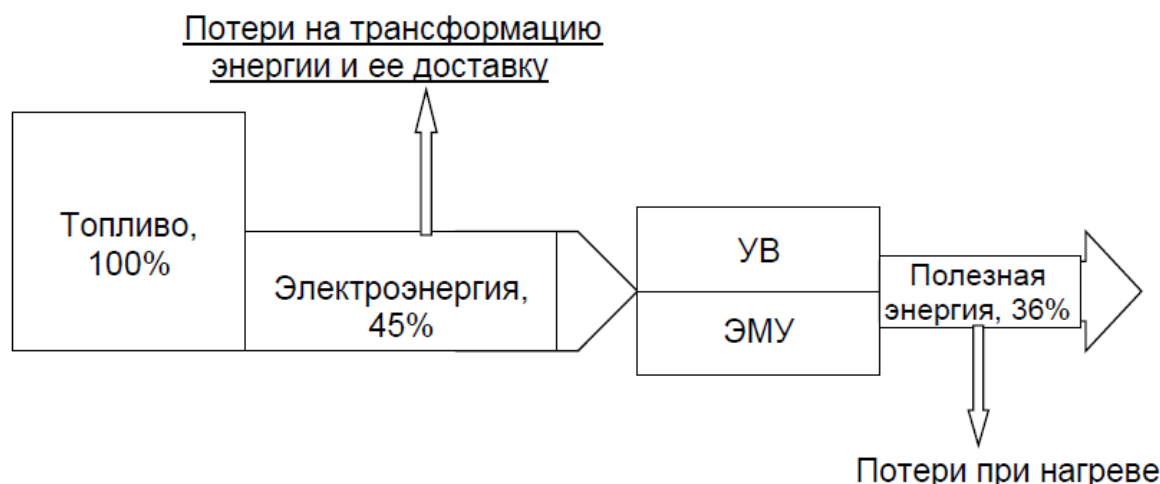 Потери на трансформацию
энергии и ее доставку
Топливо,
100%
Электроэнергия,
45%
УВ
ЭМУ
Полезная
энергия, 36%
Потери при нагреве